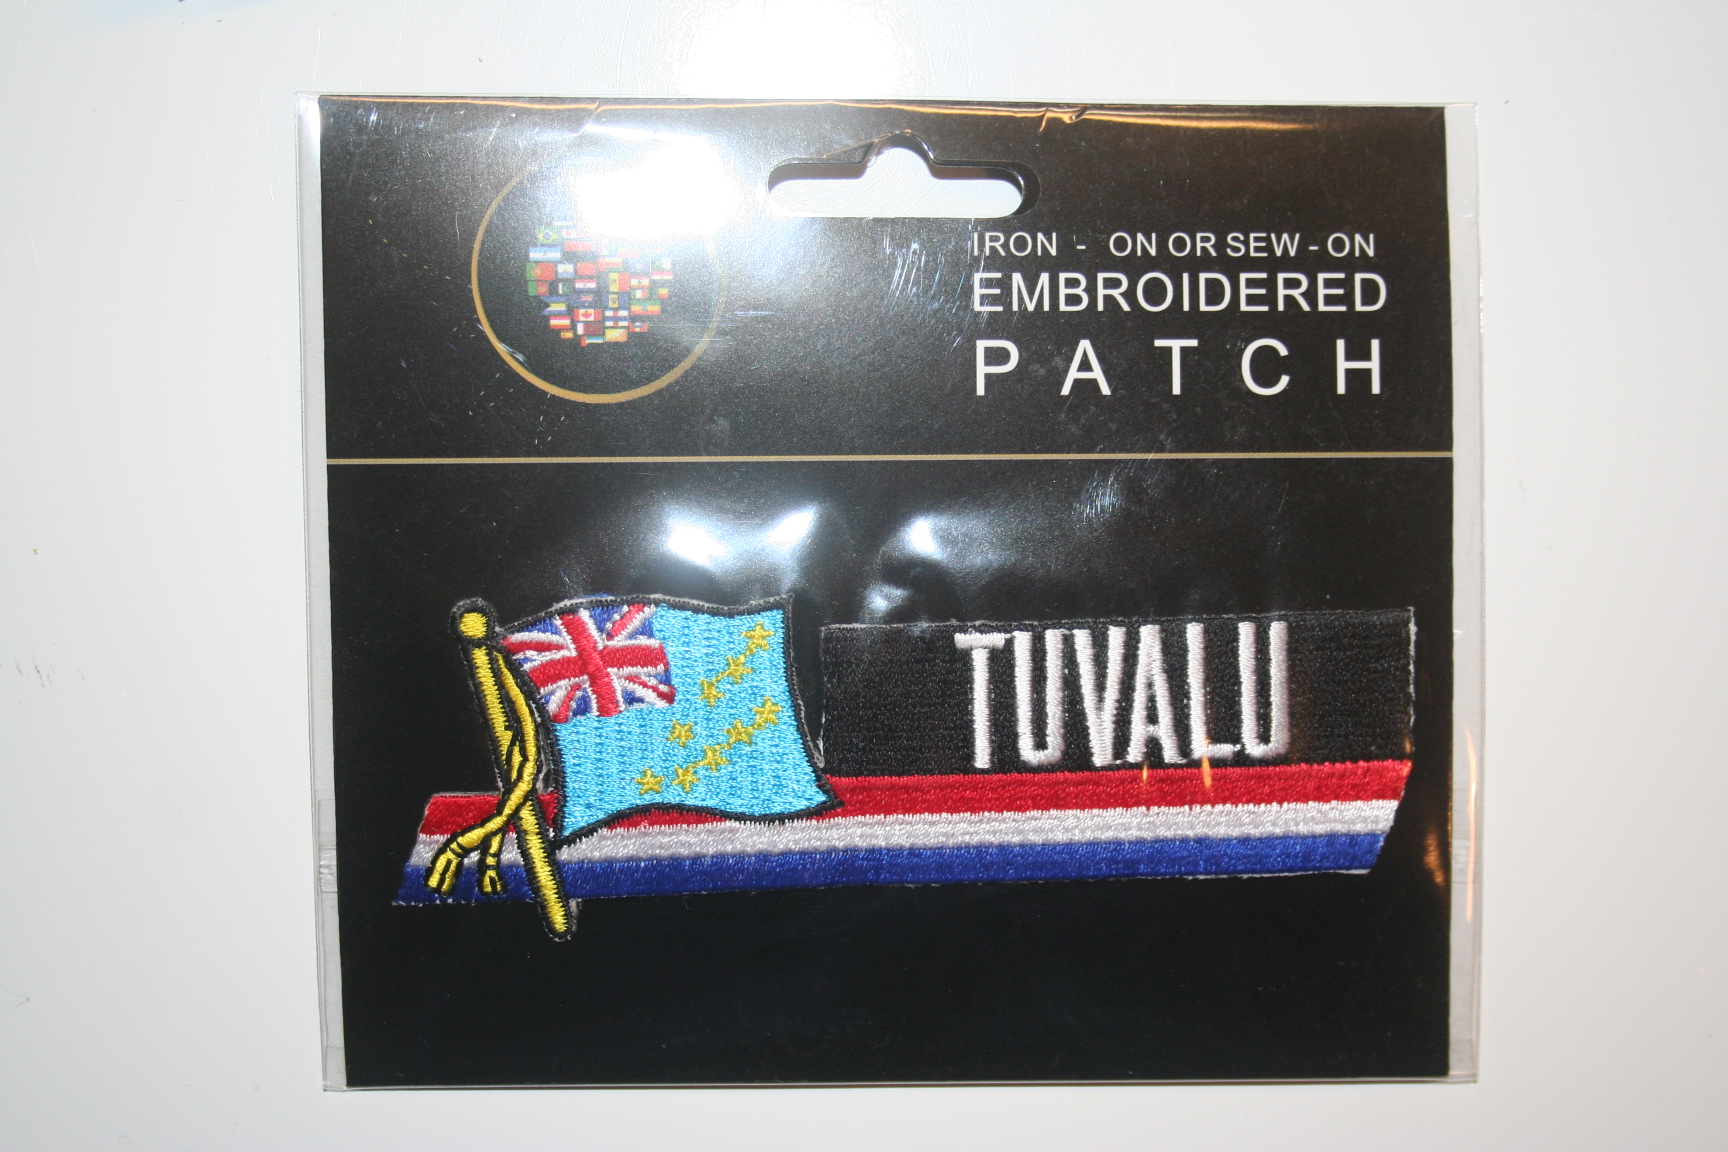 IRON - ON OR SEW - ON
EMBROIDERED
PATCH
TUVALU